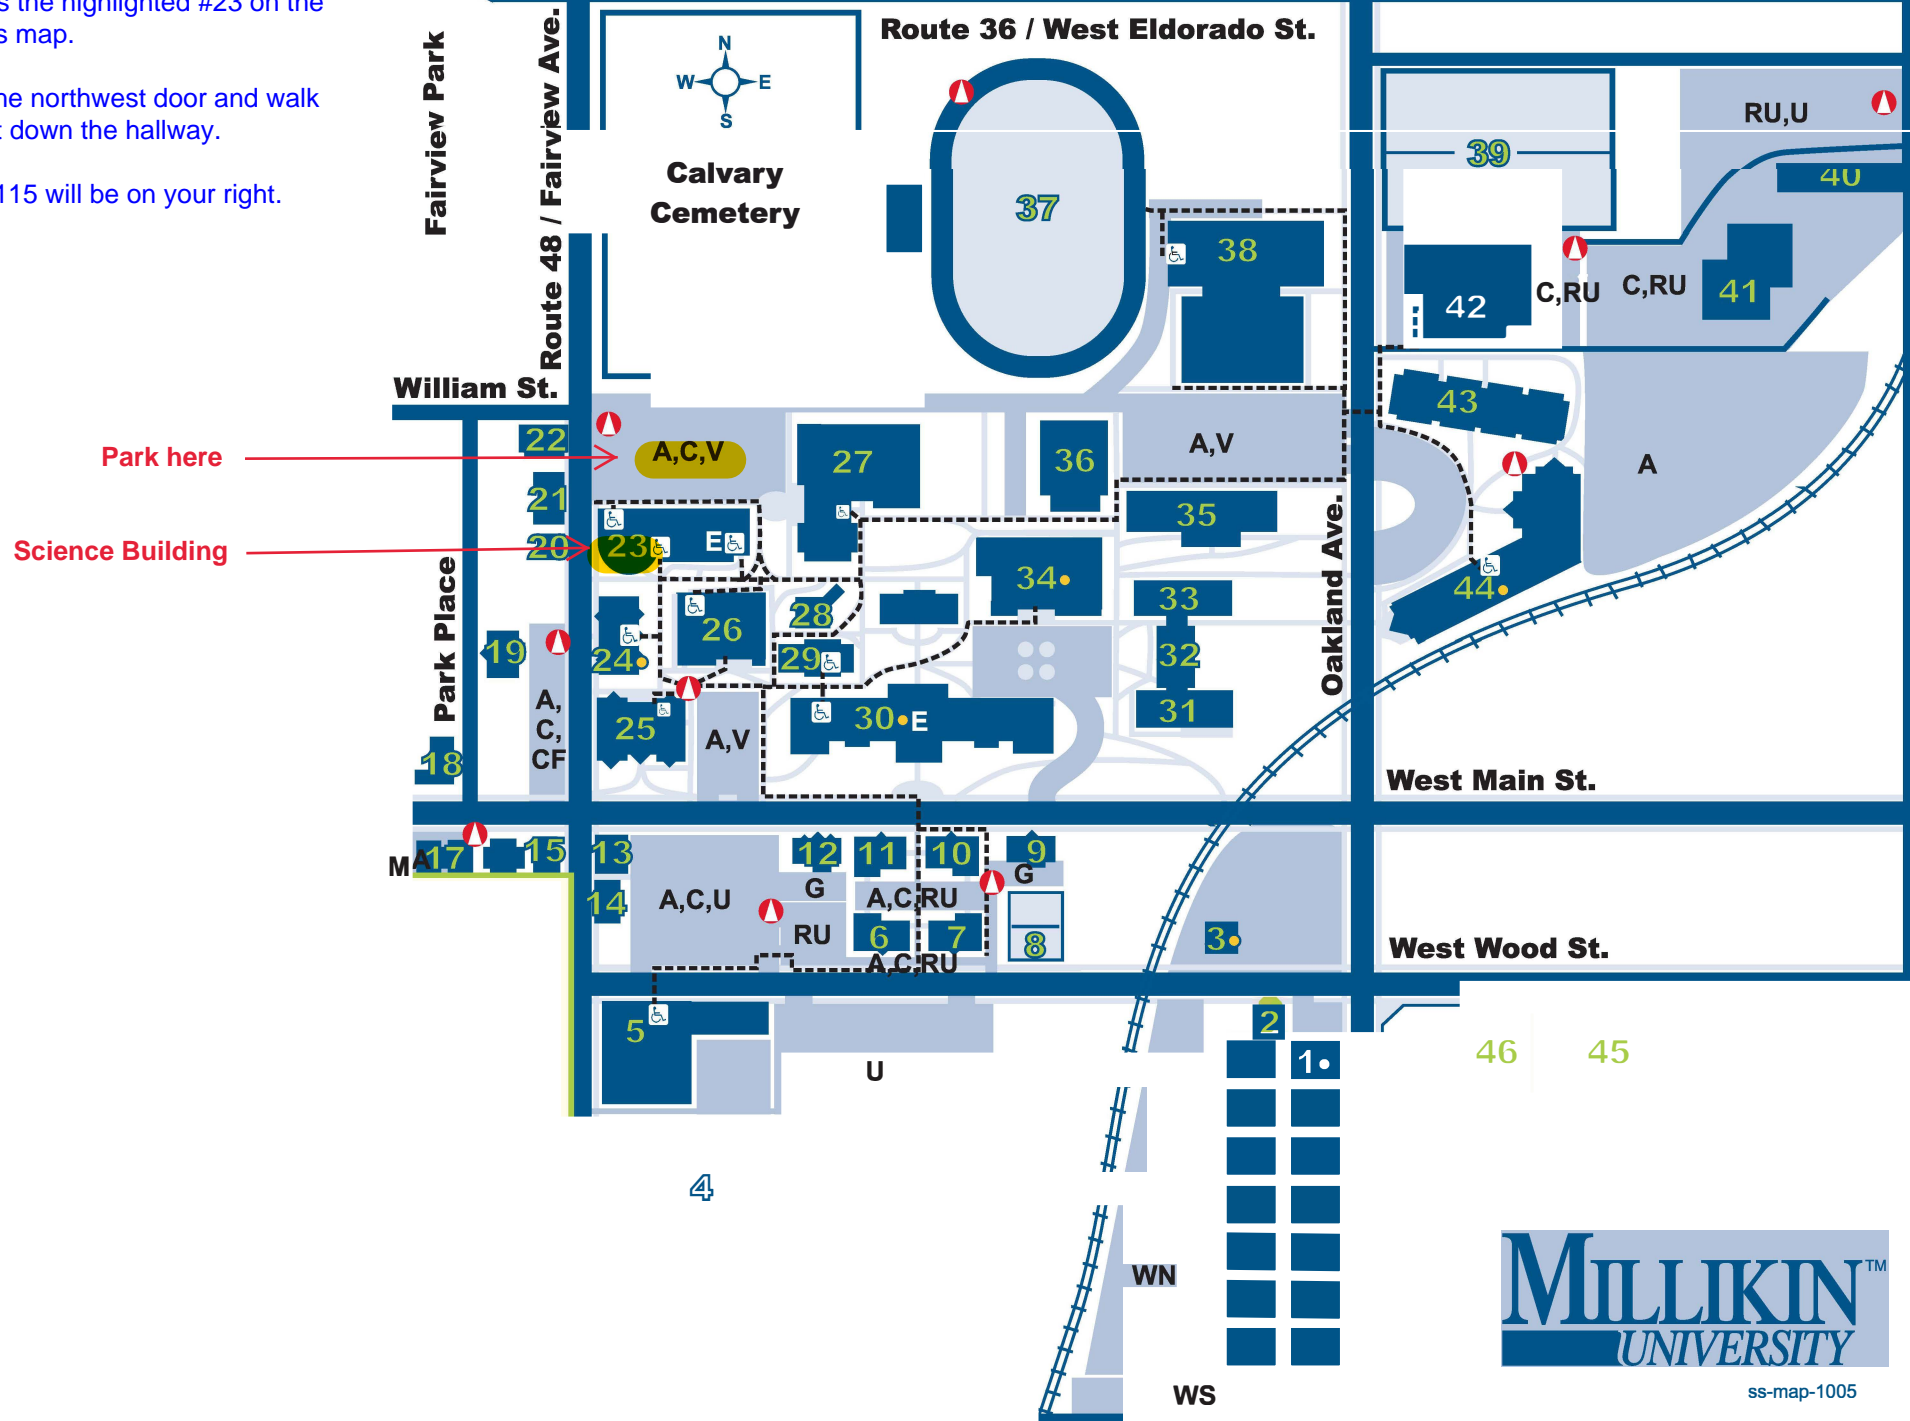 s the highlighted #23 on the
s map.
ne northwest door and walk
t down the hallway.
115 will be on your right.
Route 36 / West Eldorado St.
Fairview Park
Route 48 / Fairview Ave.
N
W
E
S
Calvary
Cemetery
37
38
39
RU,U
40
41
42
C,RU
C,RU
William St.
43
22
A,C,V
27
36
A,V
A
Park here
21
35
Science Building
20
23
E
34
44
Oakland Ave.
Park Place
28
33
26
19
24
29
32
A,
C,
CF
25
A,V
30
E
31
18
West Main St.
M
A
17
15
13
12
11
10
9
G
G
14
A,C,U
A,C,RU
RU
6
7
8
3
A,C,RU
West Wood St.
5
2
U
1
46
45
4
WN
WS
MILLIKIN™
UNIVERSITY
ss-map-1005